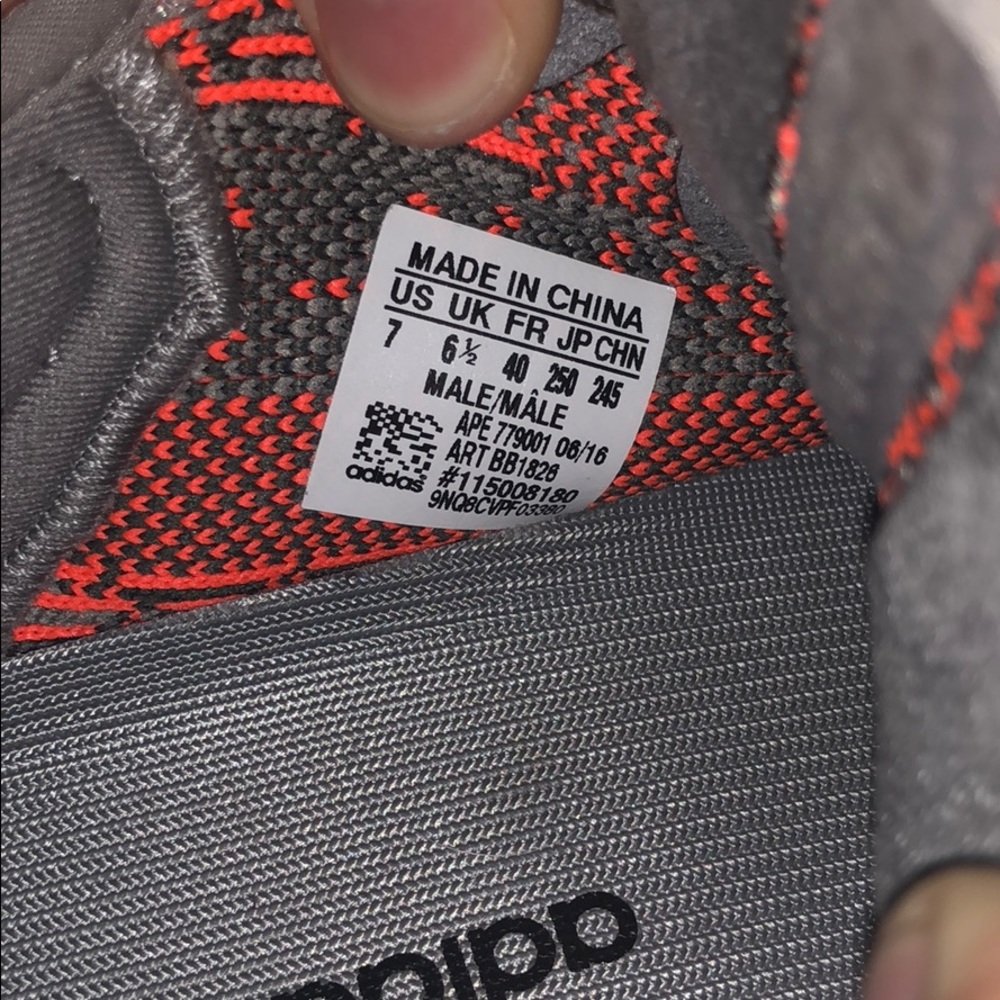 MADE IN CHINA
US UK FR JP CHN
7 6½ 40 250 245
MALE/MÂLE
APE 779001 06/16
ART BB1826
#115008180
adidas
9NQ8CVPF03380
adidas